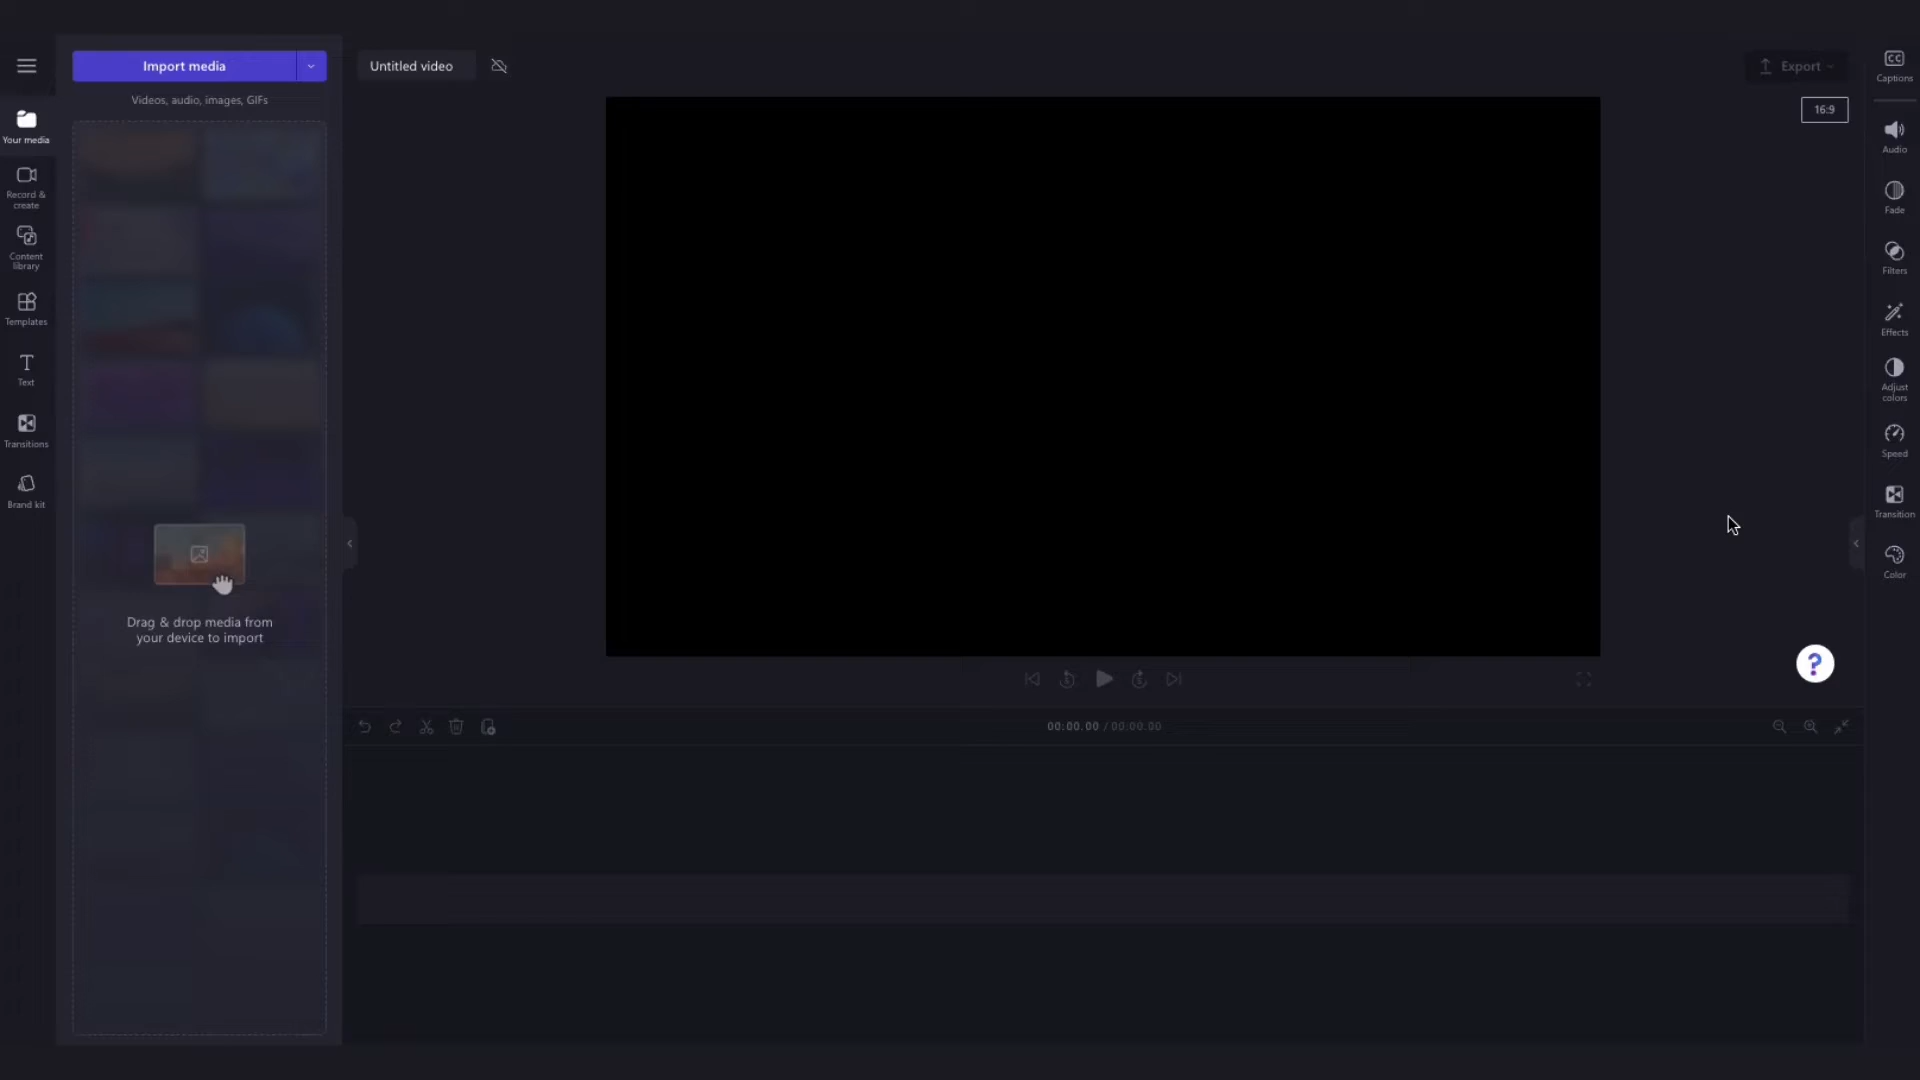 Import media
Videos, audio, images, GIFs
Untitled video
Export
16:9
Your media
Record &
create
Content
library
Templates
Text
Transitions
Brand kit
Drag & drop media from
your device to import
Captions
Audio
Fade
Filters
Effects
Adjust
colors
Speed
Transition
Color
?
5
5
00:00.00 / 00:00.00